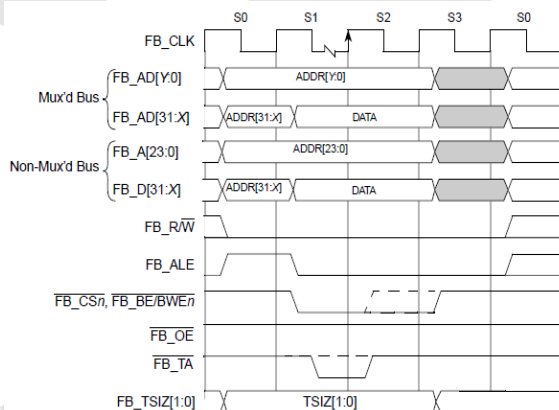 S0 S1 S2 S3 S0
FB_CLK
FB_AD[Y:0] ADDR[Y:0]
Mux'd Bus
FB_AD[31:X] ADDR[31:X] DATA
FB_A[23:0] ADDR[23:0]
Non-Mux'd Bus
FB_D[31:X] ADDR[31:X] DATA
FB_R/W
FB_ALE
FB_CSn, FB_BE/BWEn
FB_OE
FB_TA
FB_TSIZ[1:0] TSIZ[1:0]